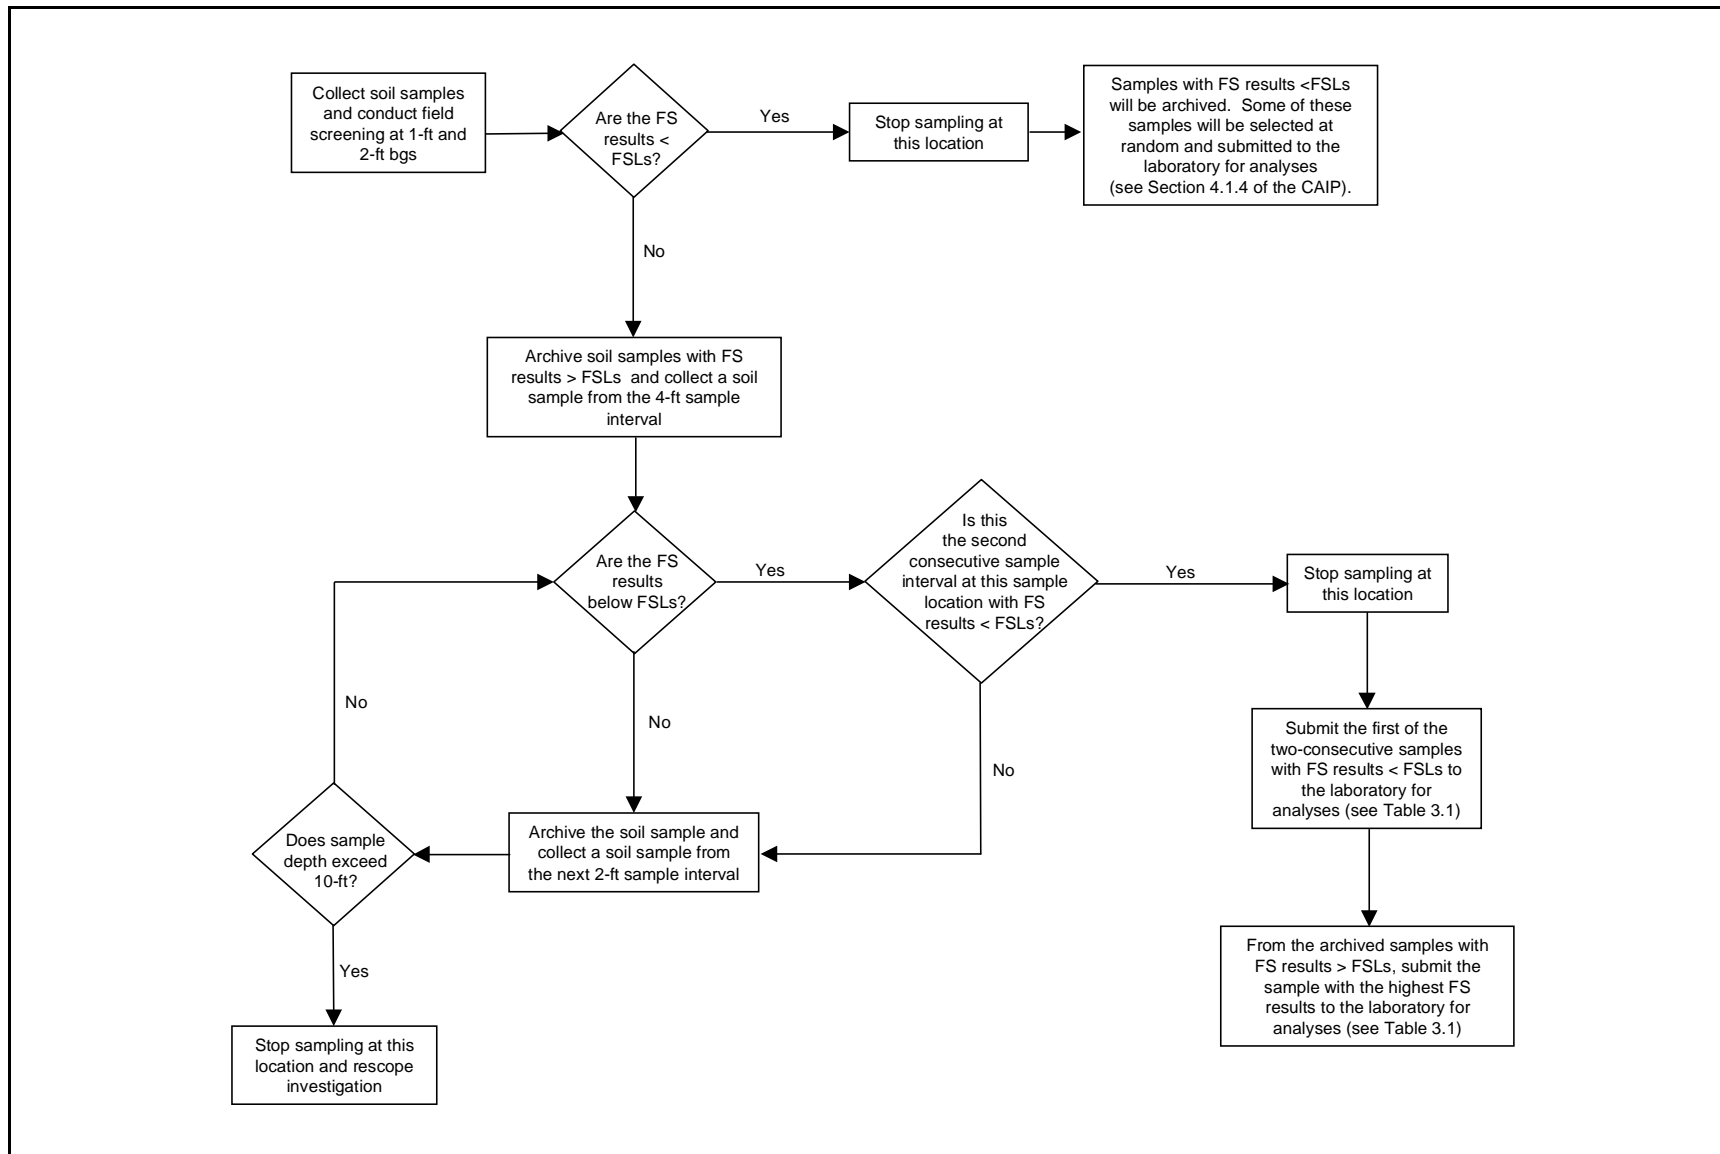 Collect soil samples
and conduct field
screening at 1-ft and
2-ft bgs
Are the FS
results <
FSLs?
Yes
Stop sampling at
this location
Samples with FS results <FSLs
will be archived.  Some of these
samples will be selected at
random and submitted to the
laboratory for analyses
(see Section 4.1.4 of the CAIP).
No
Archive soil samples with FS
results > FSLs  and collect a soil
sample from the 4-ft sample
interval
Are the FS
results
below FSLs?
Yes
Is this
the second
consecutive sample
interval at this sample
location with FS
results < FSLs?
Yes
Stop sampling at
this location
No
No
No
Submit the first of the
two-consecutive samples
with FS results < FSLs to
the laboratory for
analyses (see Table 3.1)
Does sample
depth exceed
10-ft?
Archive the soil sample and
collect a soil sample from
the next 2-ft sample interval
Yes
From the archived samples with
FS results > FSLs, submit the
sample with the highest FS
results to the laboratory for
analyses (see Table 3.1)
Stop sampling at this
location and rescope
investigation